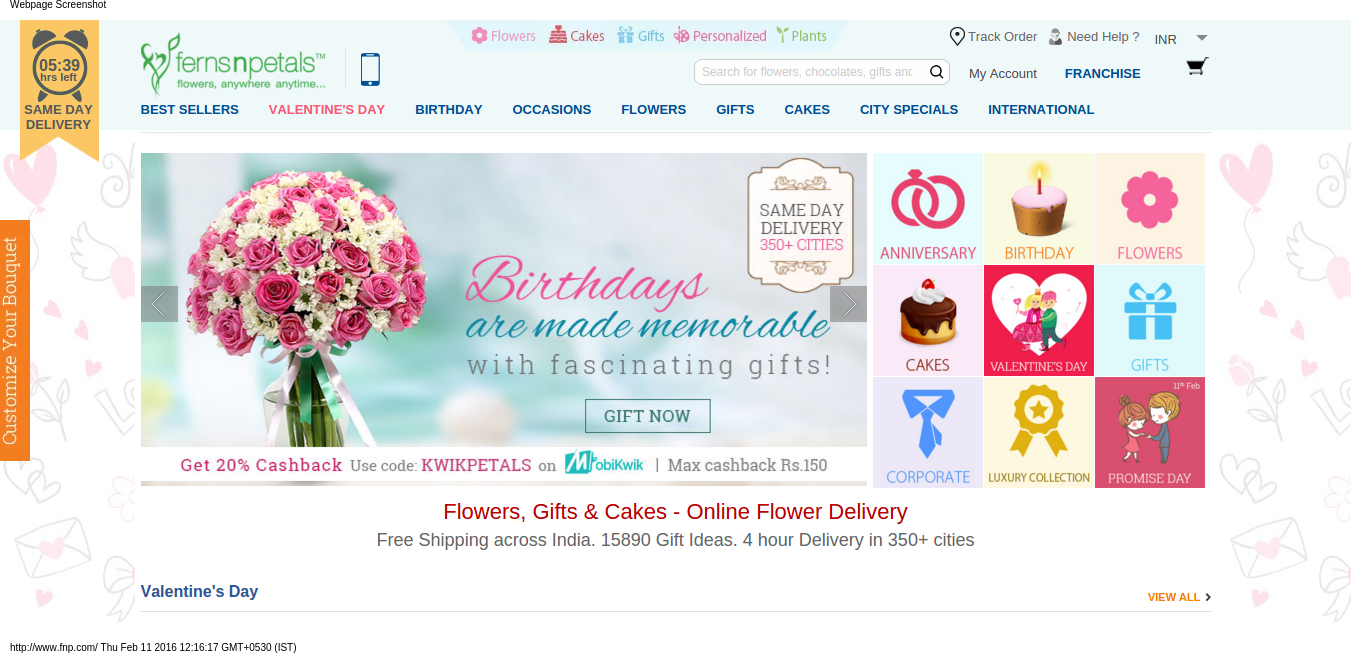 Webpage Screenshot
05:39
hrs left
SAME DAY
DELIVERY
fernsnpetals™
flowers, anywhere anytime...
Flowers Cakes Gifts Personalized Plants
Track Order Need Help ? INR
Search for flowers, chocolates, gifts anc
My Account FRANCHISE
BEST SELLERS VALENTINE'S DAY BIRTHDAY OCCASIONS FLOWERS GIFTS CAKES CITY SPECIALS INTERNATIONAL
Customize Your Bouquet
SAME DAY
DELIVERY
350+ CITIES
Birthdays
are made memorable
with fascinating gifts!
GIFT NOW
Get 20% Cashback Use code: KWIKPETALS on MobiKwik | Max cashback Rs.150
ANNIVERSARY BIRTHDAY FLOWERS
CAKES VALENTINE'S DAY GIFTS
11th Feb
CORPORATE LUXURY COLLECTION PROMISE DAY
Flowers, Gifts & Cakes - Online Flower Delivery
Free Shipping across India. 15890 Gift Ideas. 4 hour Delivery in 350+ cities
Valentine's Day VIEW ALL
http://www.fnp.com/ Thu Feb 11 2016 12:16:17 GMT+0530 (IST)